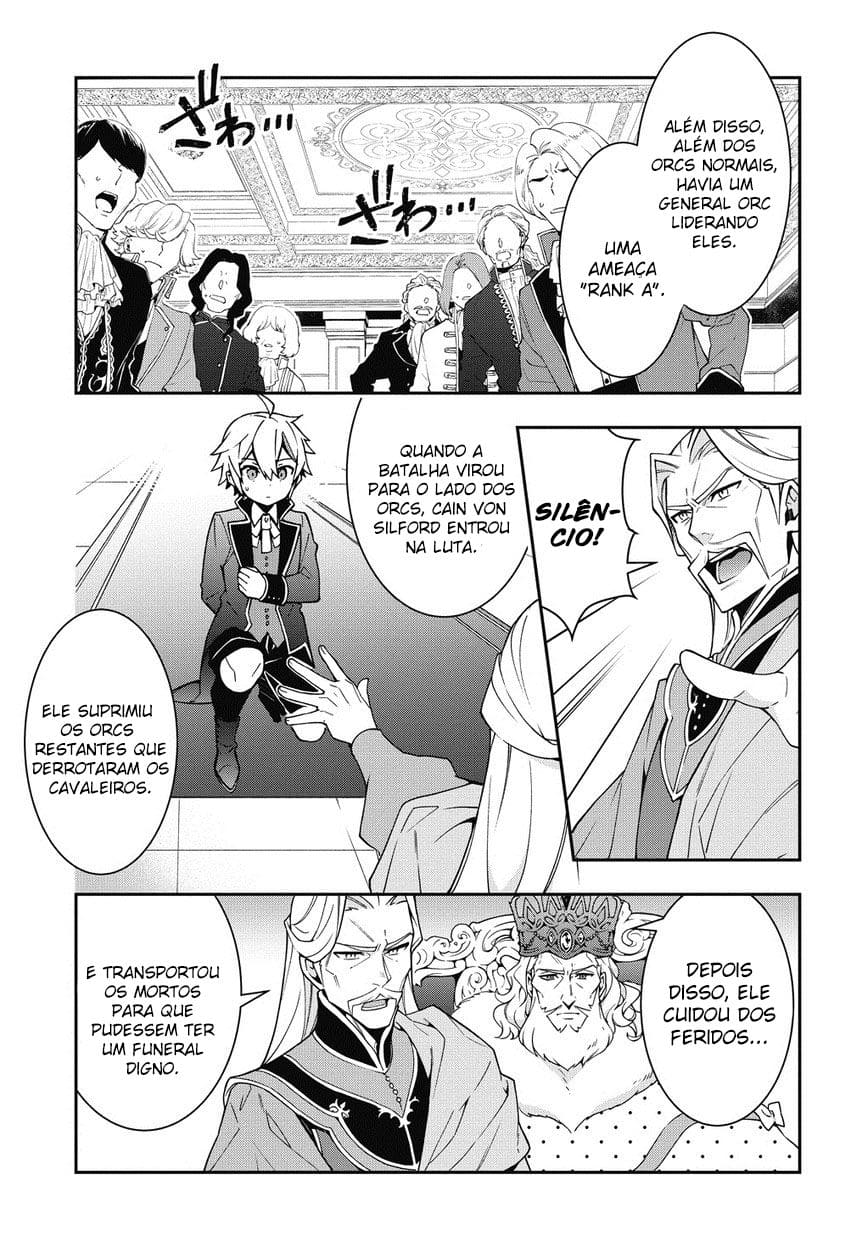 ALÉM DISSO,
ALÉM DOS
ORCS NORMAIS,
HAVIA UM
GENERAL ORC
LIDERANDO
ELES.
UMA
AMEAÇA
"RANK A".
ざわ…
ざわ…
SILÊN-
CIO!
QUANDO A
BATALHA VIROU
PARA O LADO DOS
ORCS, CAIN VON
SILFORD ENTROU
NA LUTA.
ELE SUPRIMIU
OS ORCS
RESTANTES QUE
DERROTARAM OS
CAVALEIROS.
DEPOIS
DISSO, ELE
CUIDOU DOS
FERIDOS...
E TRANSPORTOU
OS MORTOS
PARA QUE
PUDESSEM TER
UM FUNERAL
DIGNO.